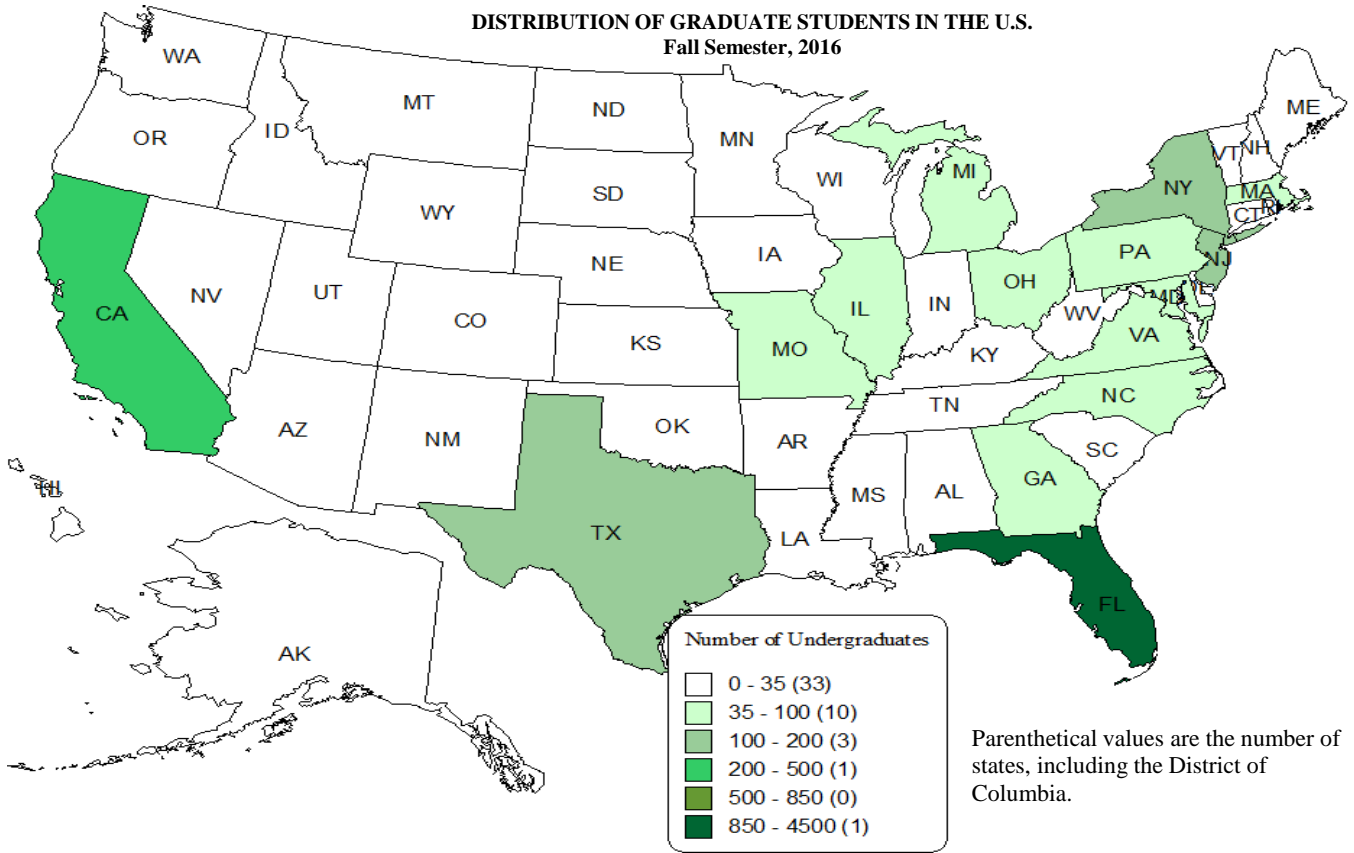 DISTRIBUTION OF GRADUATE STUDENTS IN THE U.S.
Fall Semester, 2016
WA
MT
ND
MN
ME
OR
ID
VT
NH
WI
MI
NY
SD
MA
WY
RI
CT
IA
PA
NE
NJ
NV
UT
OH
IL
IN
MD
CA
CO
WV
VA
KS
MO
KY
NC
TN
AZ
OK
NM
AR
SC
GA
MS
AL
HI
TX
LA
FL
AK
Number of Undergraduates
0 - 35 (33)
35 - 100 (10)
100 - 200 (3)
200 - 500 (1)
500 - 850 (0)
850 - 4500 (1)
Parenthetical values are the number of
states, including the District of
Columbia.